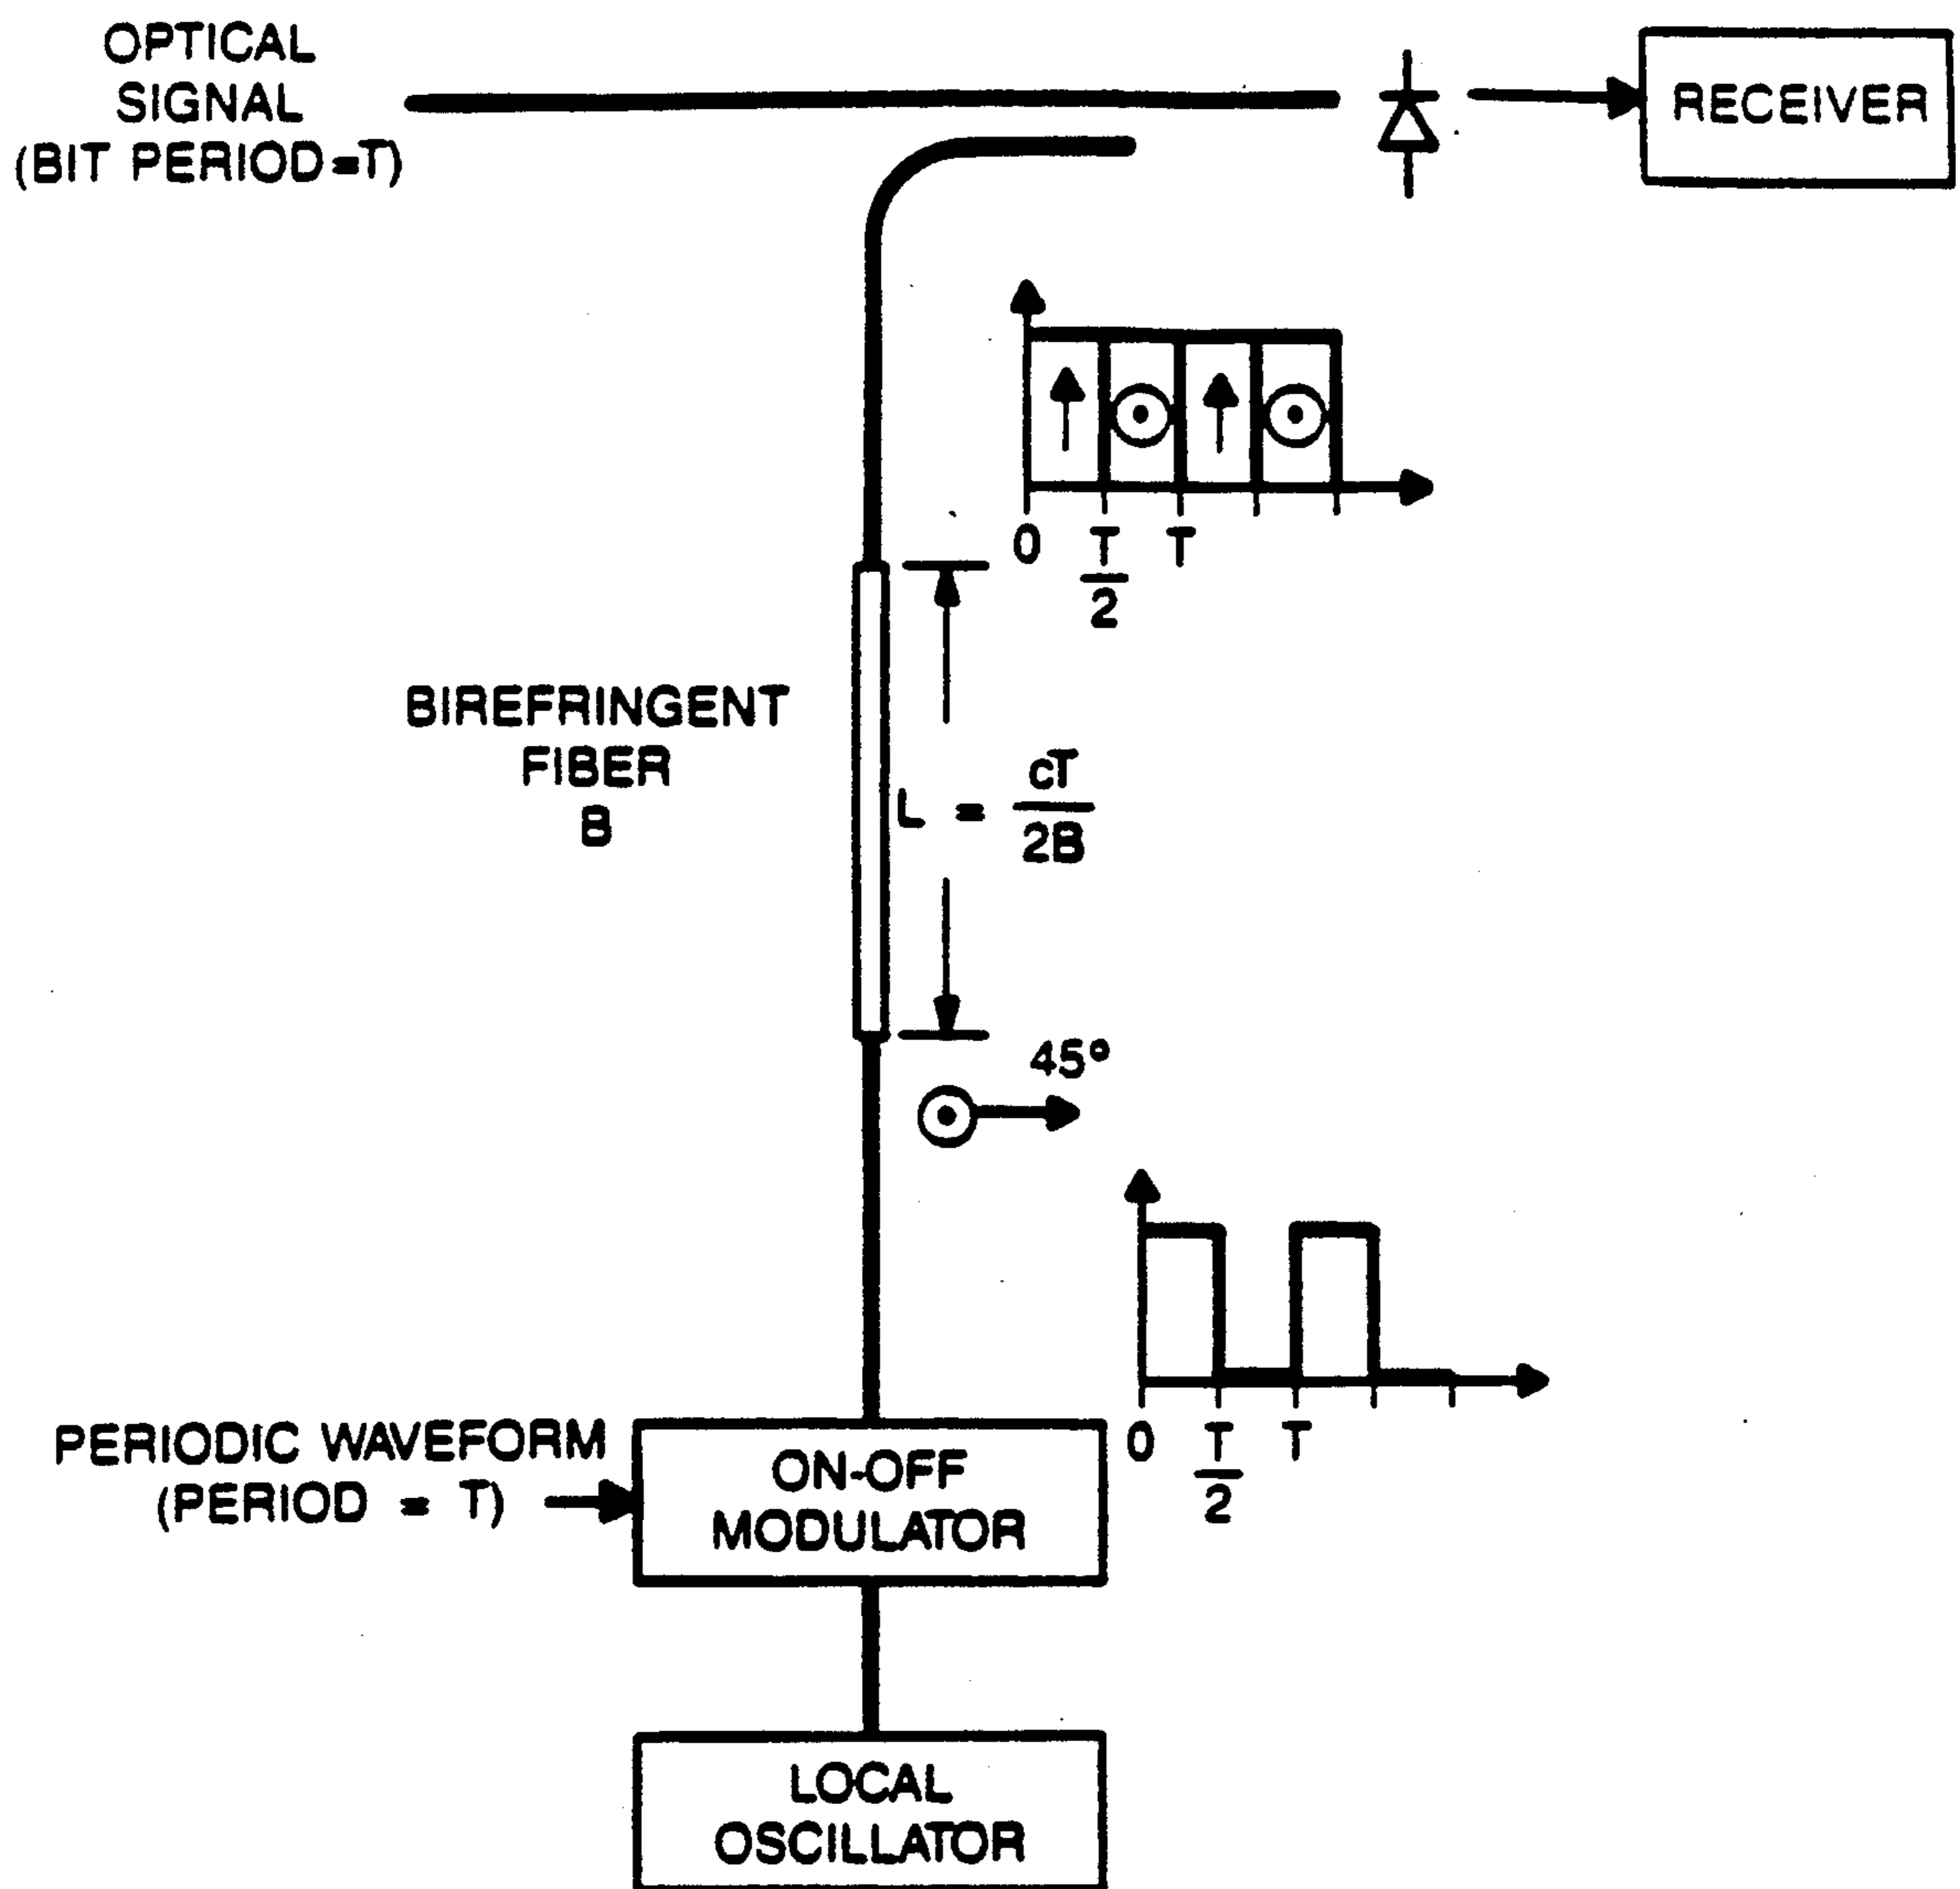 OPTICAL
SIGNAL
(BIT PERIOD=T)
RECEIVER
0 T/2 T
BIREFRINGENT
FIBER
B
L = cT/2B
45°
0 T/2 T
PERIODIC WAVEFORM
(PERIOD = T)
ON-OFF
MODULATOR
LOCAL
OSCILLATOR